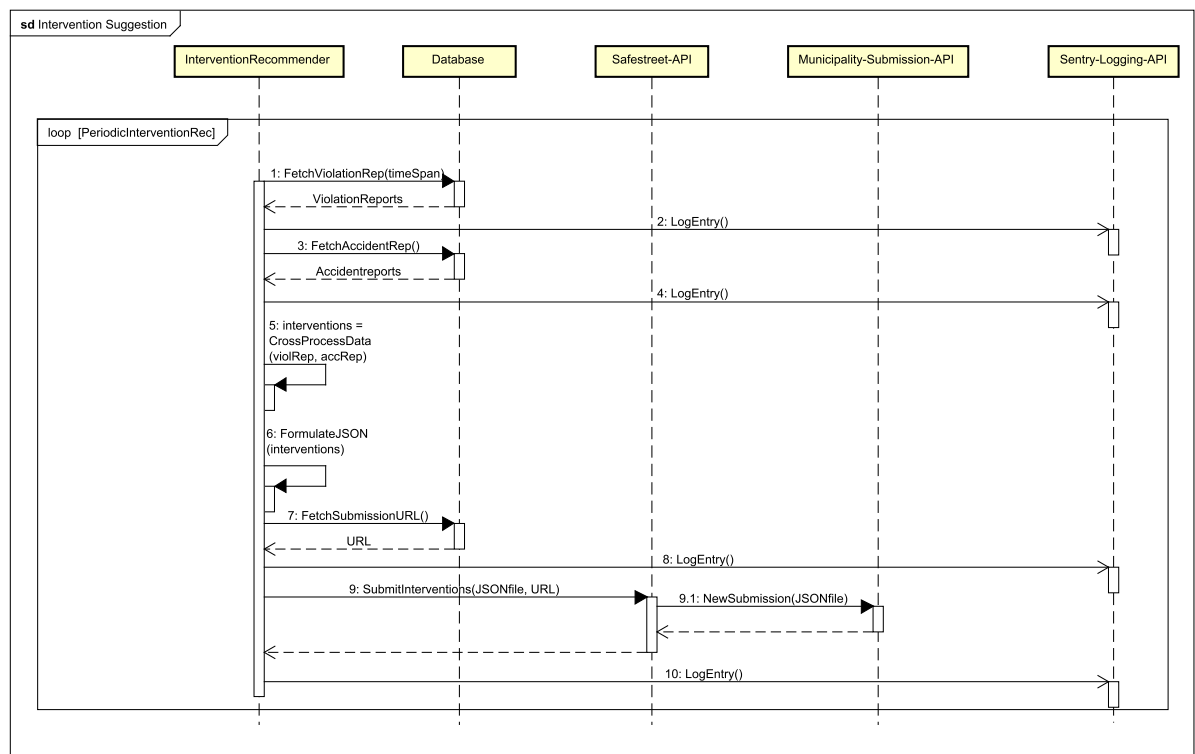 sd Intervention Suggestion
InterventionRecommender
Database
Safestreet-API
Municipality-Submission-API
Sentry-Logging-API
loop [PeriodicInterventionRec]
1: FetchViolationRep(timeSpan)
ViolationReports
2: LogEntry()
3: FetchAccidentRep()
Accidentreports
4: LogEntry()
5: interventions =
CrossProcessData
(violRep, accRep)
6: FormulateJSON
(interventions)
7: FetchSubmissionURL()
URL
8: LogEntry()
9: SubmitInterventions(JSONfile, URL)
9.1: NewSubmission(JSONfile)
10: LogEntry()